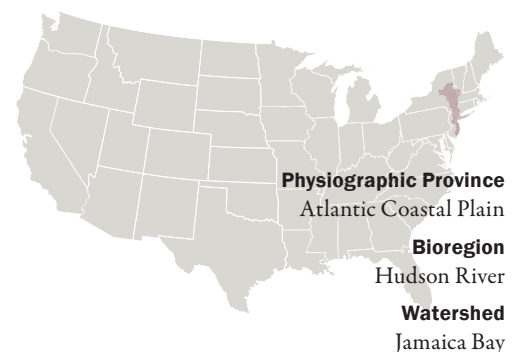 Physiographic Province
Atlantic Coastal Plain
Bioregion
Hudson River
Watershed
Jamaica Bay